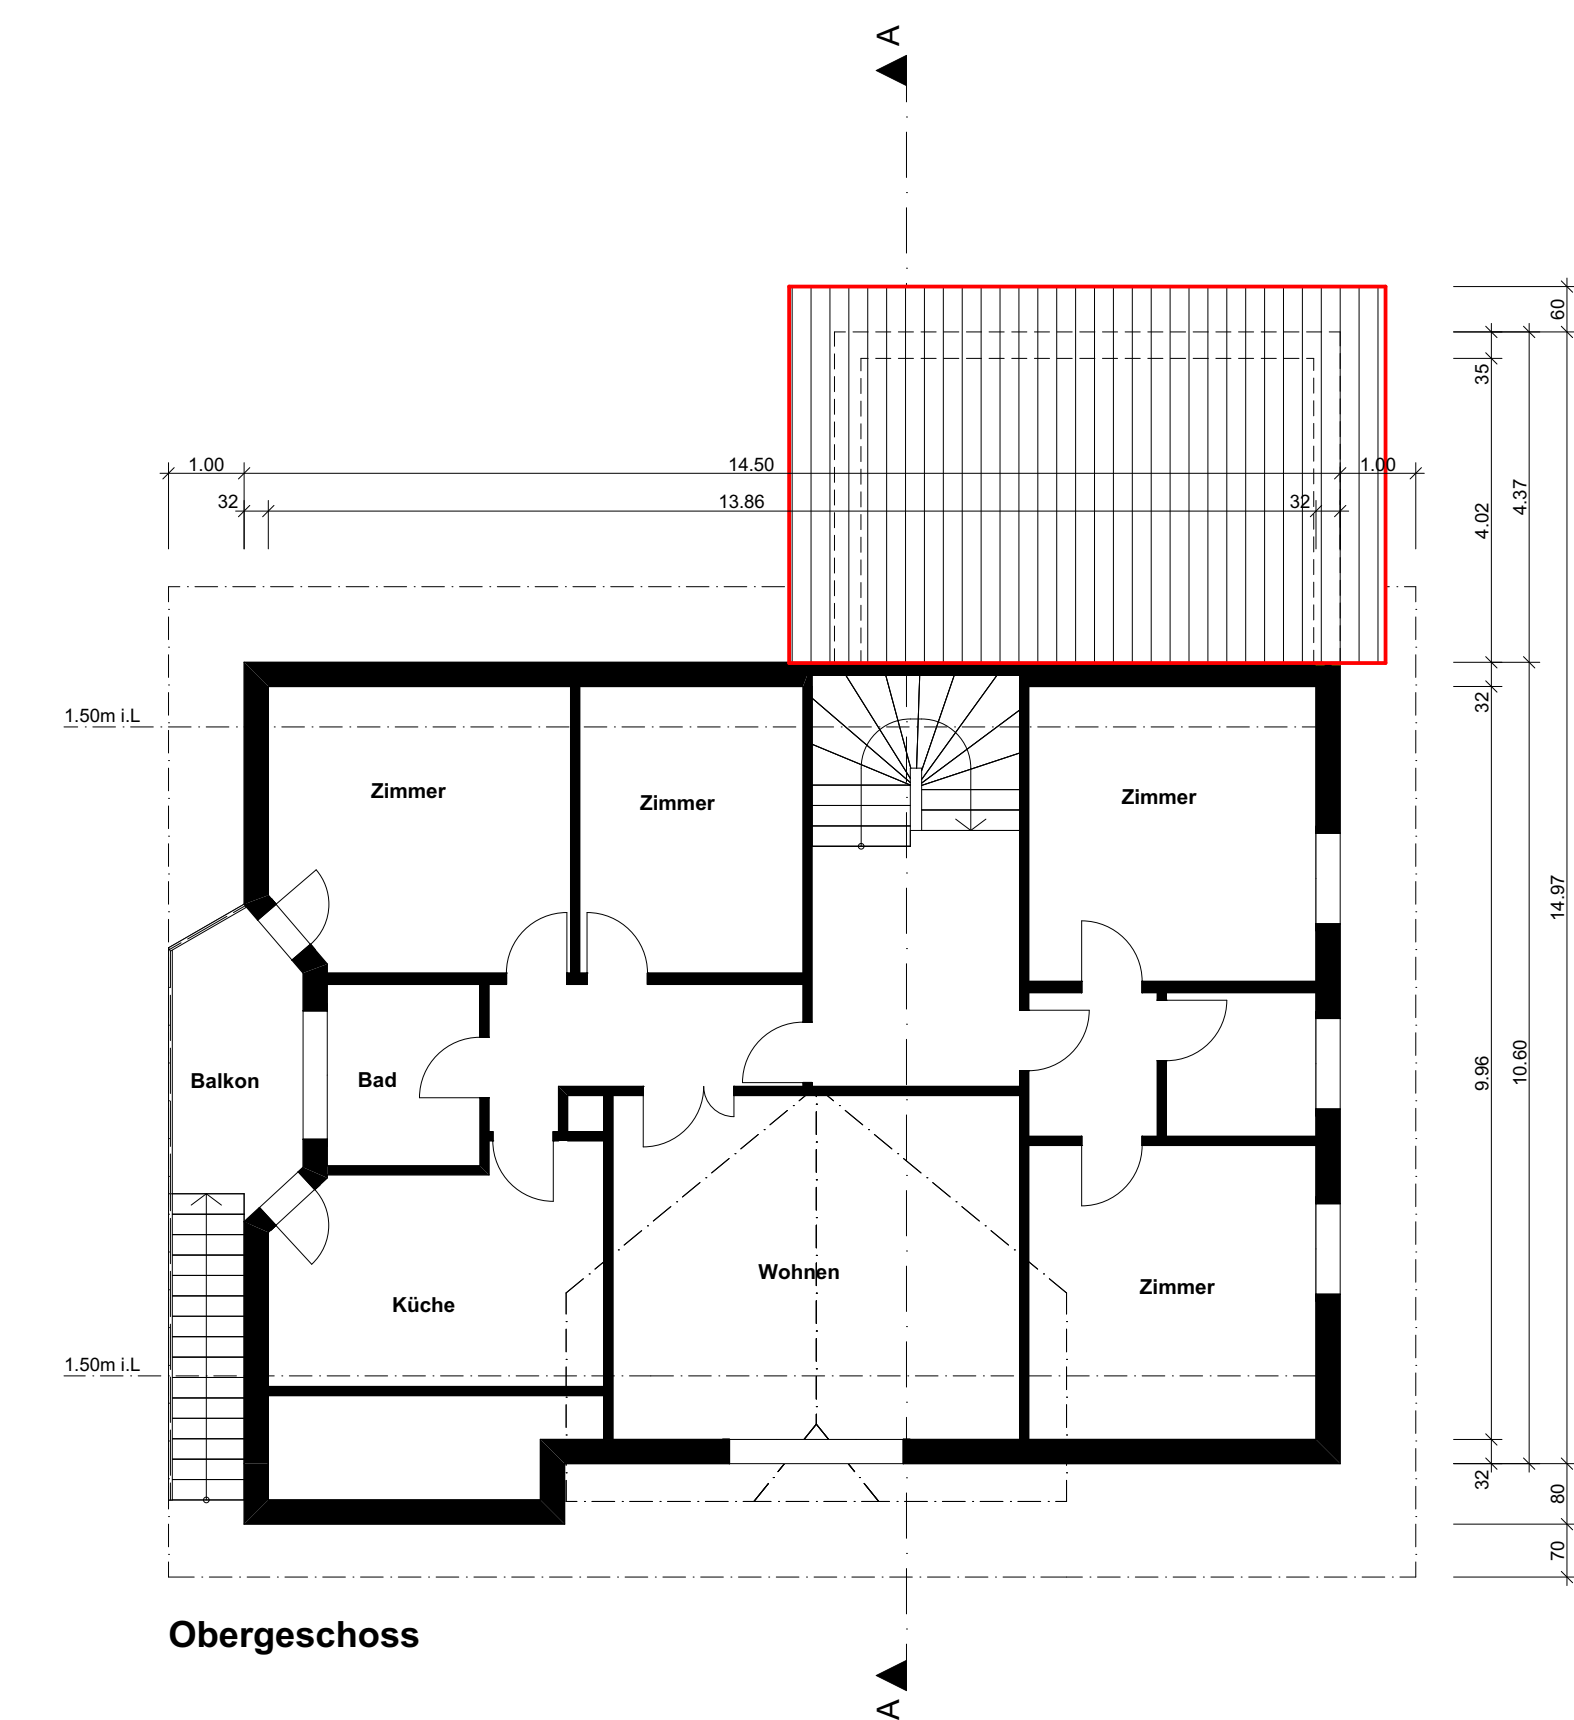 A
60
35
1.00
14.50
1.00
32
13.86
32
4.02
4.37
1.50m i.L
32
Zimmer
Zimmer
Zimmer
14.97
Balkon
Bad
9.96
10.60
Wohnen
Zimmer
Küche
1.50m i.L
32
80
70
Obergeschoss
A